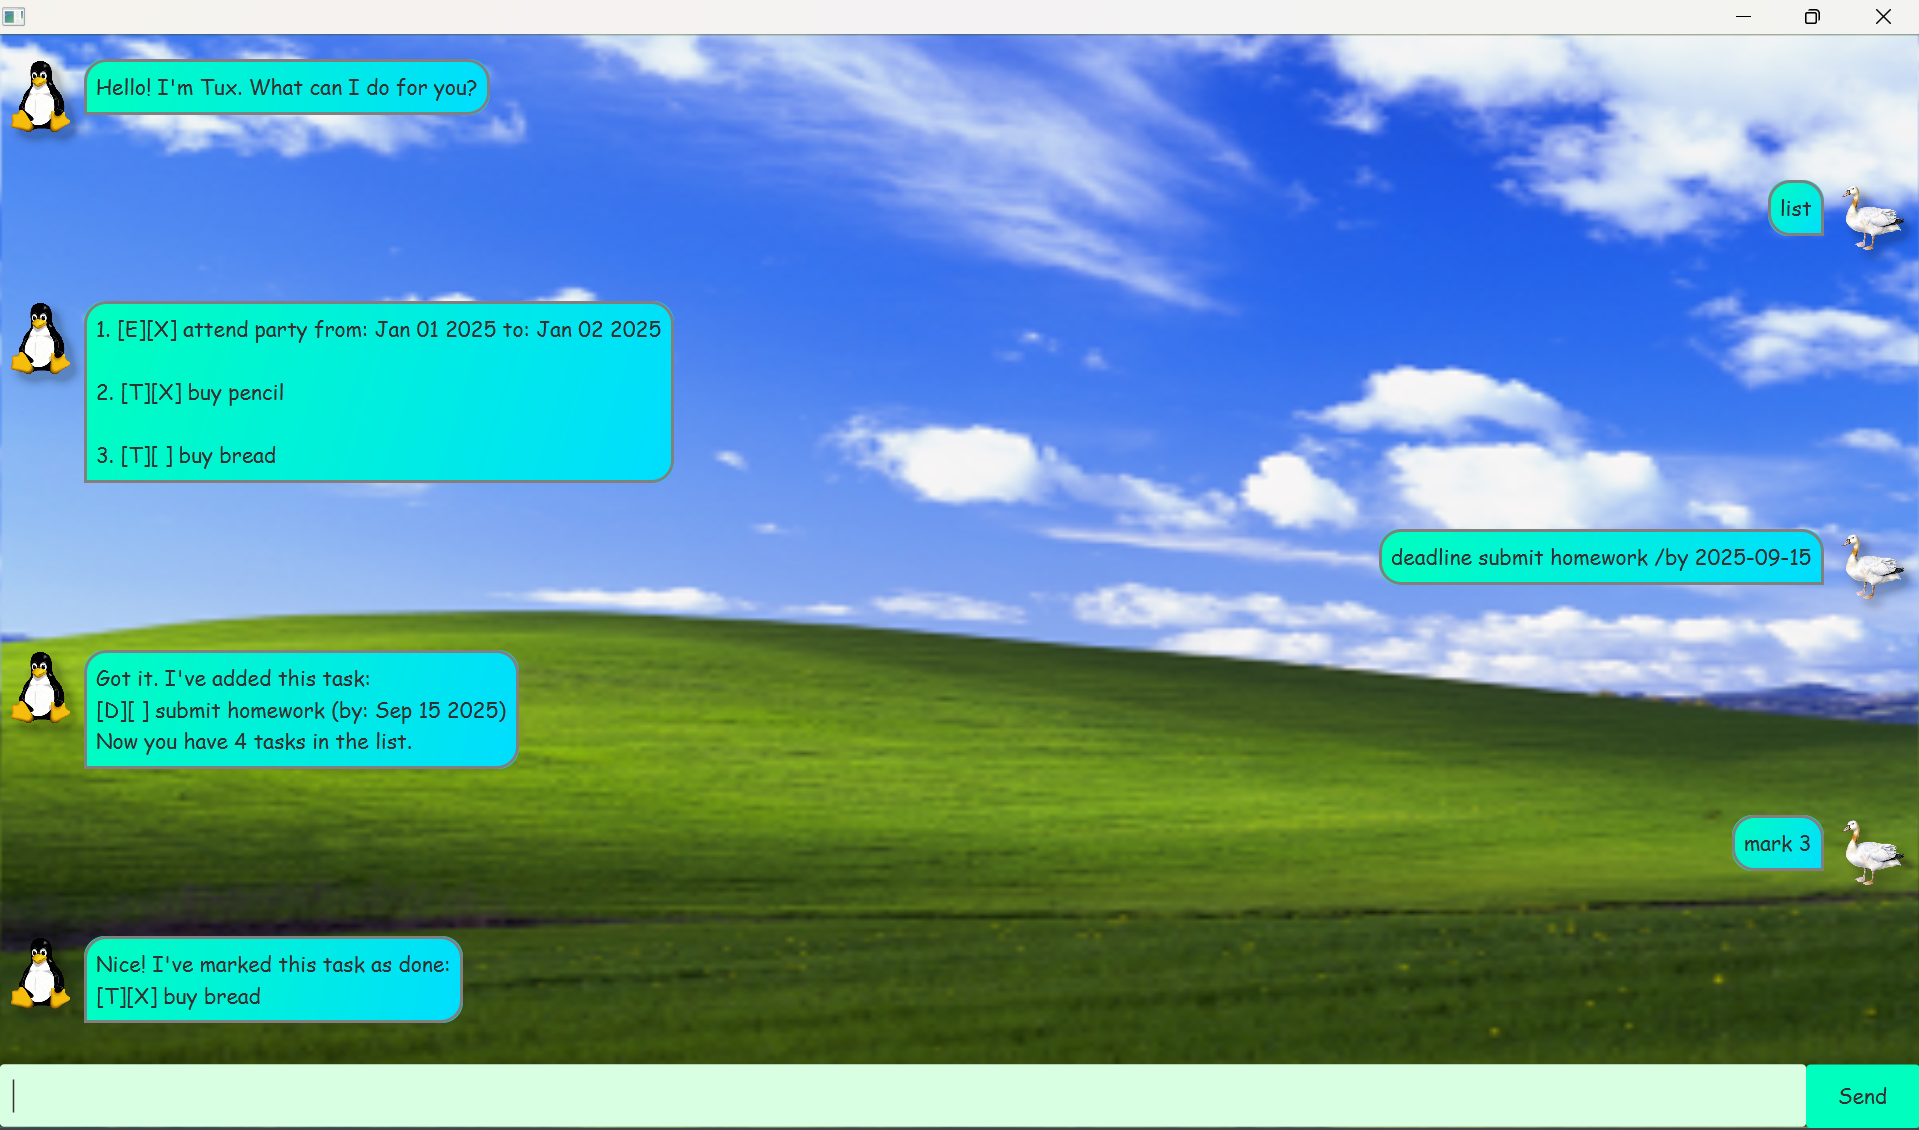 Hello! I'm Tux. What can I do for you?
list
1. [E][X] attend party from: Jan 01 2025 to: Jan 02 2025
2. [T][X] buy pencil
3. [T][ ] buy bread
deadline submit homework /by 2025-09-15
Got it. I've added this task:
[D][ ] submit homework (by: Sep 15 2025)
Now you have 4 tasks in the list.
mark 3
Nice! I've marked this task as done:
[T][X] buy bread
Send